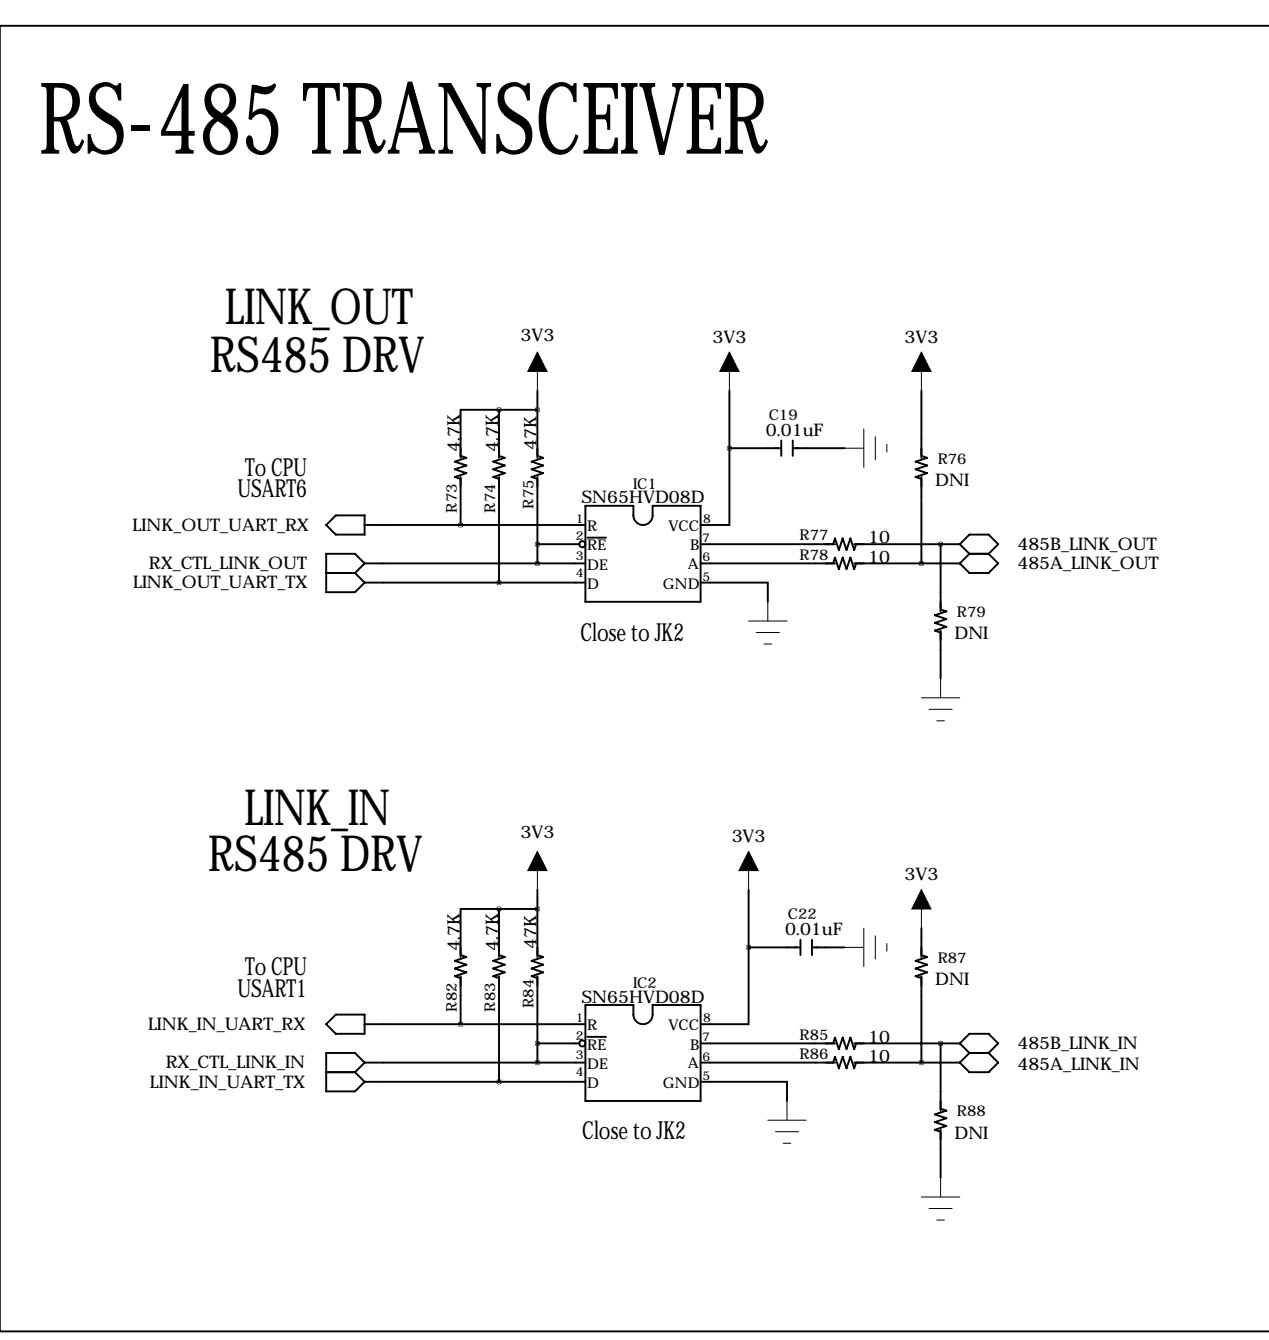 RS-485 TRANSCEIVER
LINK_OUT
RS485 DRV
3V3
3V3
3V3
4.7K
4.7K
47K
C19
0.01uF
R76
DNI
To CPU
USART6
R73
R74
R75
IC1
SN65HVD08D
LINK_OUT_UART_RX
1
R
VCC
8
2
RE
B
7
R77
10
485B_LINK_OUT
RX_CTL_LINK_OUT
3
DE
A
6
R78
10
485A_LINK_OUT
LINK_OUT_UART_TX
4
D
GND
5
R79
DNI
Close to JK2
LINK_IN
RS485 DRV
3V3
3V3
3V3
4.7K
4.7K
47K
C22
0.01uF
R87
DNI
To CPU
USART1
R82
R83
R84
IC2
SN65HVD08D
LINK_IN_UART_RX
1
R
VCC
8
2
RE
B
7
R85
10
485B_LINK_IN
RX_CTL_LINK_IN
3
DE
A
6
R86
10
485A_LINK_IN
LINK_IN_UART_TX
4
D
GND
5
R88
DNI
Close to JK2